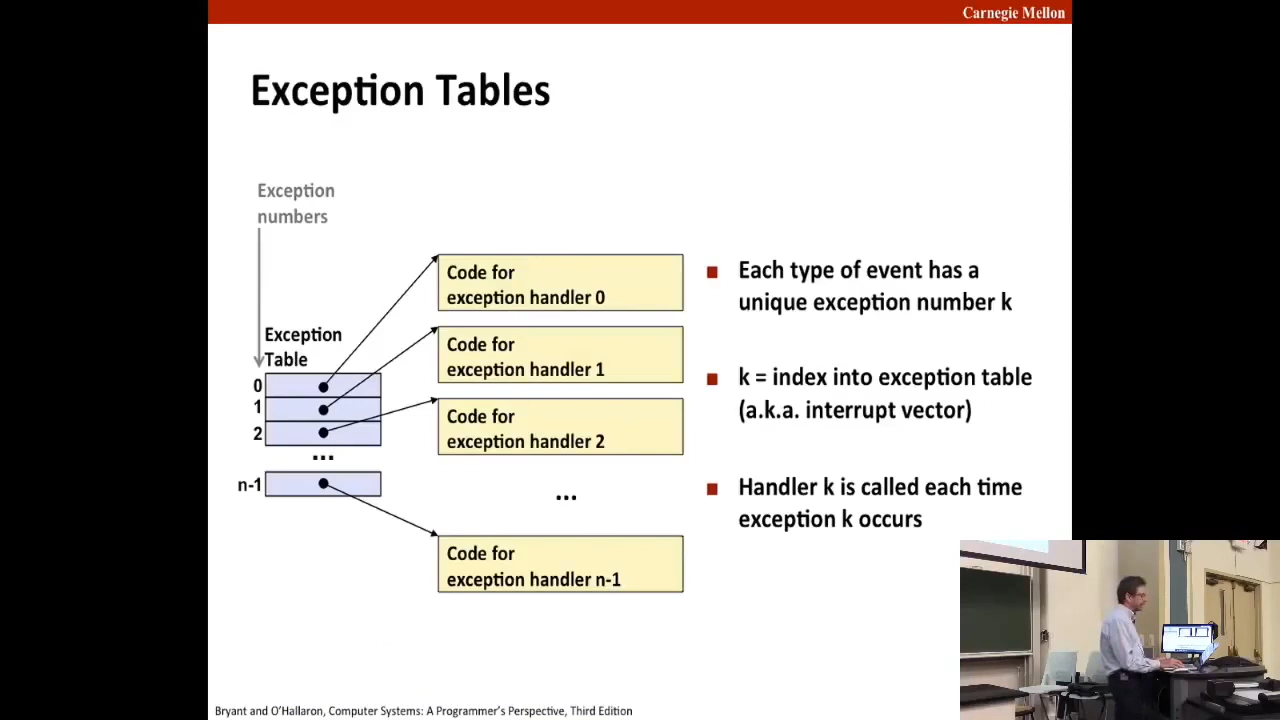 Carnegie Mellon
Exception Tables
Exception
numbers
Exception
Table
0
1
2
...
n-1
Code for
exception handler 0
Code for
exception handler 1
Code for
exception handler 2
...
Code for
exception handler n-1
■ Each type of event has a
unique exception number k
■ k = index into exception table
(a.k.a. interrupt vector)
■ Handler k is called each time
exception k occurs
Bryant and O'Hallaron, Computer Systems: A Programmer's Perspective, Third Edition